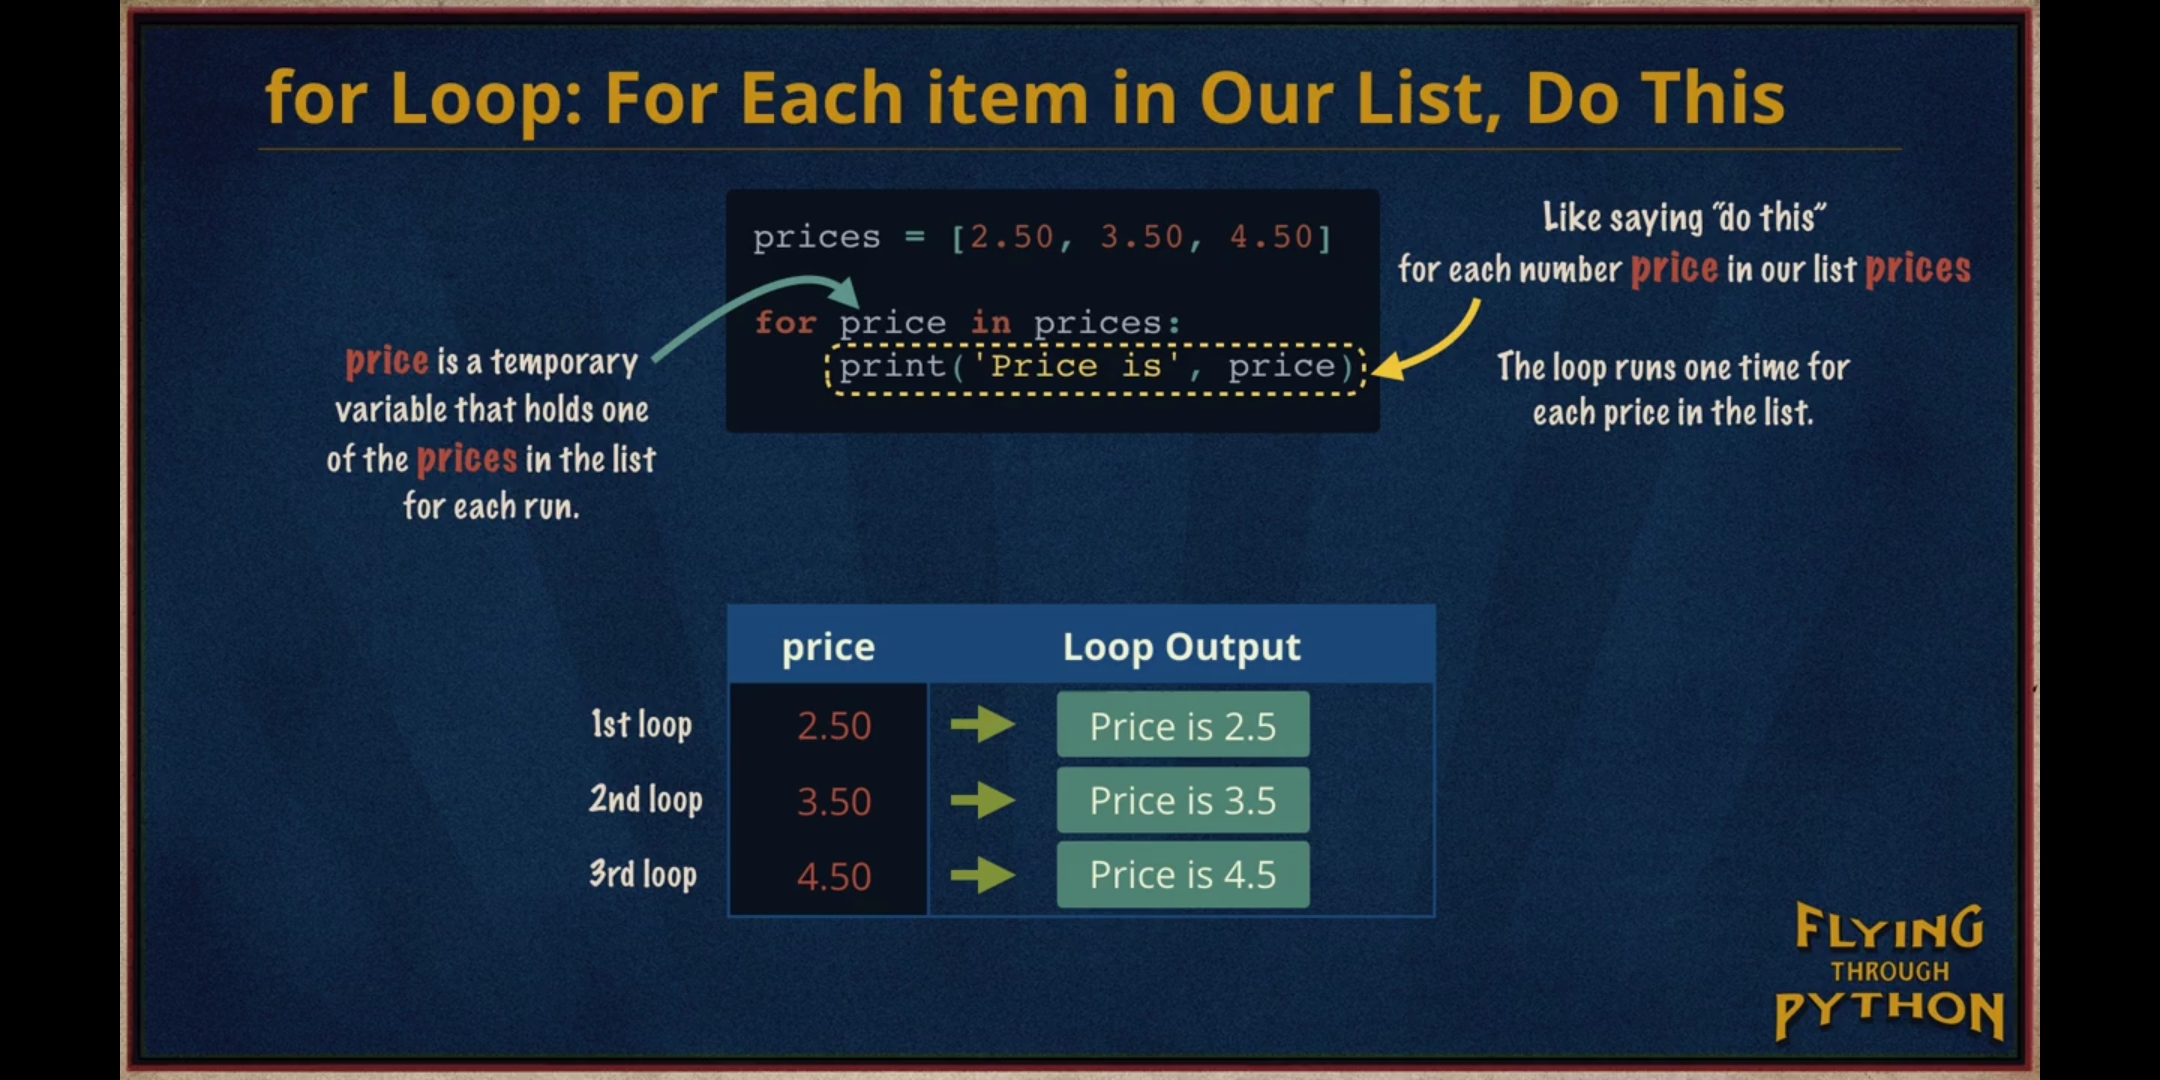 for Loop: For Each item in Our List, Do This
prices = [2.50, 3.50, 4.50]
for price in prices:
print('Price is', price)
Like saying “do this”
for each number price in our list prices
The loop runs one time for
each price in the list.
price is a temporary
variable that holds one
of the prices in the list
for each run.
price Loop Output
1st loop 2.50 Price is 2.5
2nd loop 3.50 Price is 3.5
3rd loop 4.50 Price is 4.5
FLYING
THROUGH
PYTHON